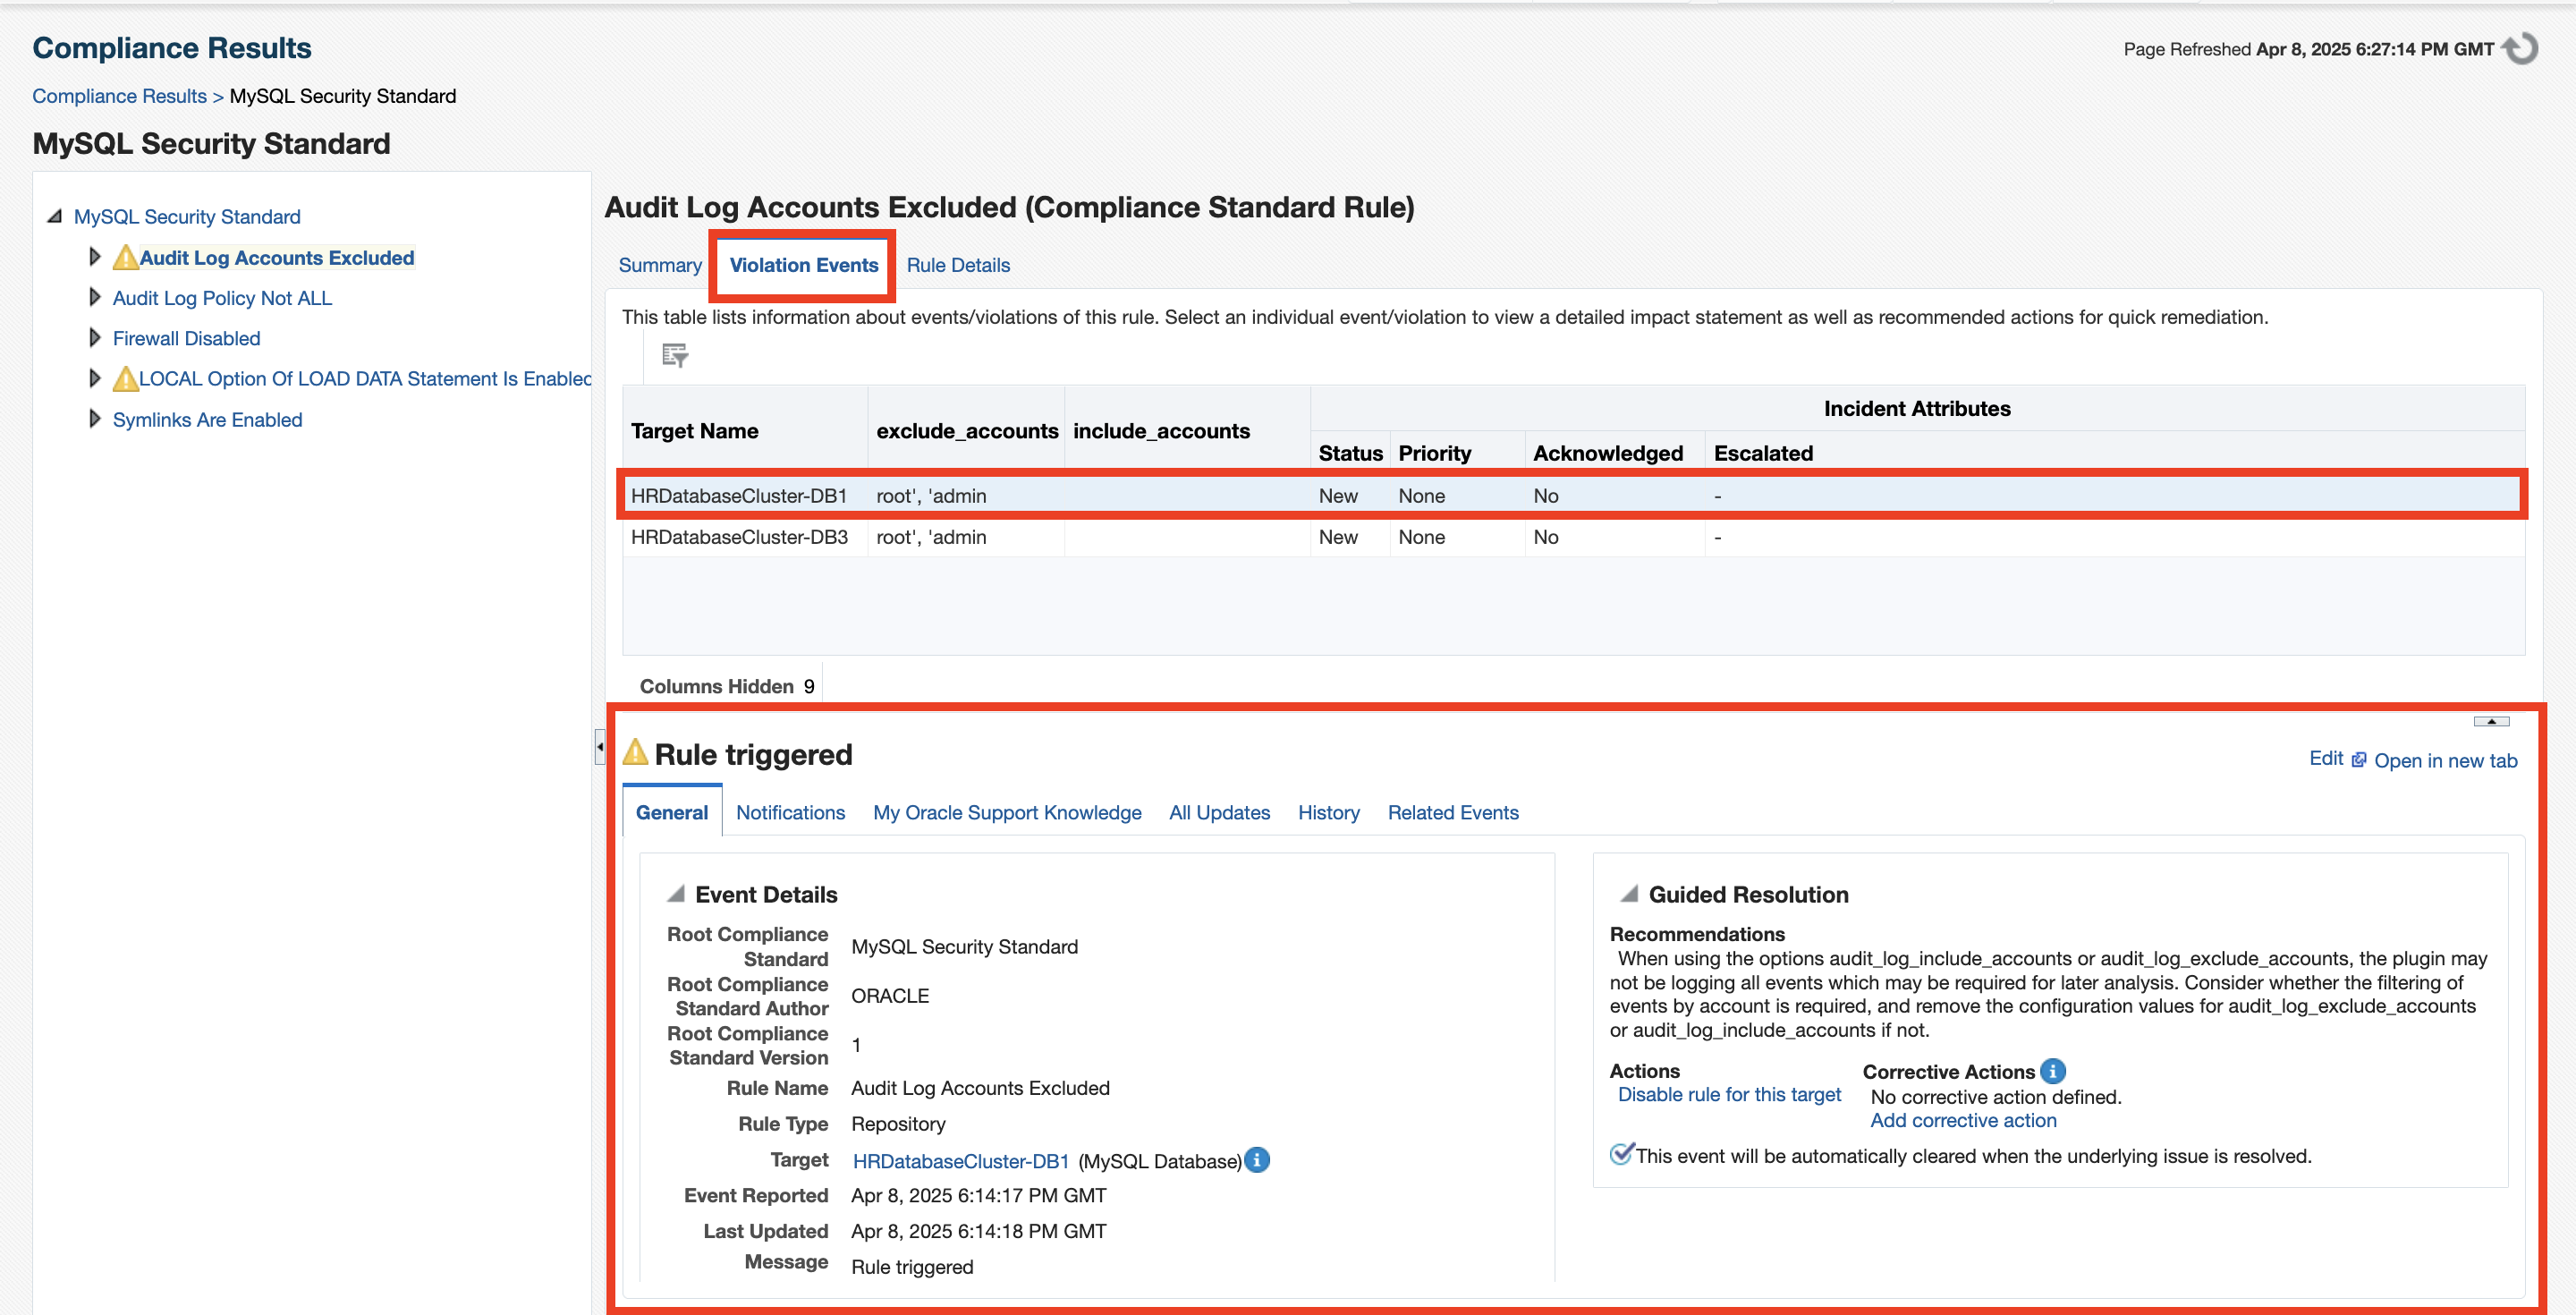 Compliance Results
Page Refreshed Apr 8, 2025 6:27:14 PM GMT
Compliance Results > MySQL Security Standard
MySQL Security Standard
MySQL Security Standard
Audit Log Accounts Excluded
Audit Log Policy Not ALL
Firewall Disabled
LOCAL Option Of LOAD DATA Statement Is Enabled
Symlinks Are Enabled
Audit Log Accounts Excluded (Compliance Standard Rule)
Summary Violation Events Rule Details
This table lists information about events/violations of this rule. Select an individual event/violation to view a detailed impact statement as well as recommended actions for quick remediation.
Incident Attributes
Target Name exclude_accounts include_accounts
Status Priority Acknowledged Escalated
HRDatabaseCluster-DB1 root', 'admin New None No -
HRDatabaseCluster-DB3 root', 'admin New None No -
Columns Hidden 9
Rule triggered
Edit Open in new tab
General Notifications My Oracle Support Knowledge All Updates History Related Events
Event Details
Root Compliance Standard MySQL Security Standard
Root Compliance Standard Author ORACLE
Root Compliance Standard Version 1
Rule Name Audit Log Accounts Excluded
Rule Type Repository
Target HRDatabaseCluster-DB1 (MySQL Database)
Event Reported Apr 8, 2025 6:14:17 PM GMT
Last Updated Apr 8, 2025 6:14:18 PM GMT
Message Rule triggered
Guided Resolution
Recommendations
When using the options audit_log_include_accounts or audit_log_exclude_accounts, the plugin may
not be logging all events which may be required for later analysis. Consider whether the filtering of
events by account is required, and remove the configuration values for audit_log_exclude_accounts
or audit_log_include_accounts if not.
Actions Corrective Actions
Disable rule for this target No corrective action defined.
Add corrective action
This event will be automatically cleared when the underlying issue is resolved.